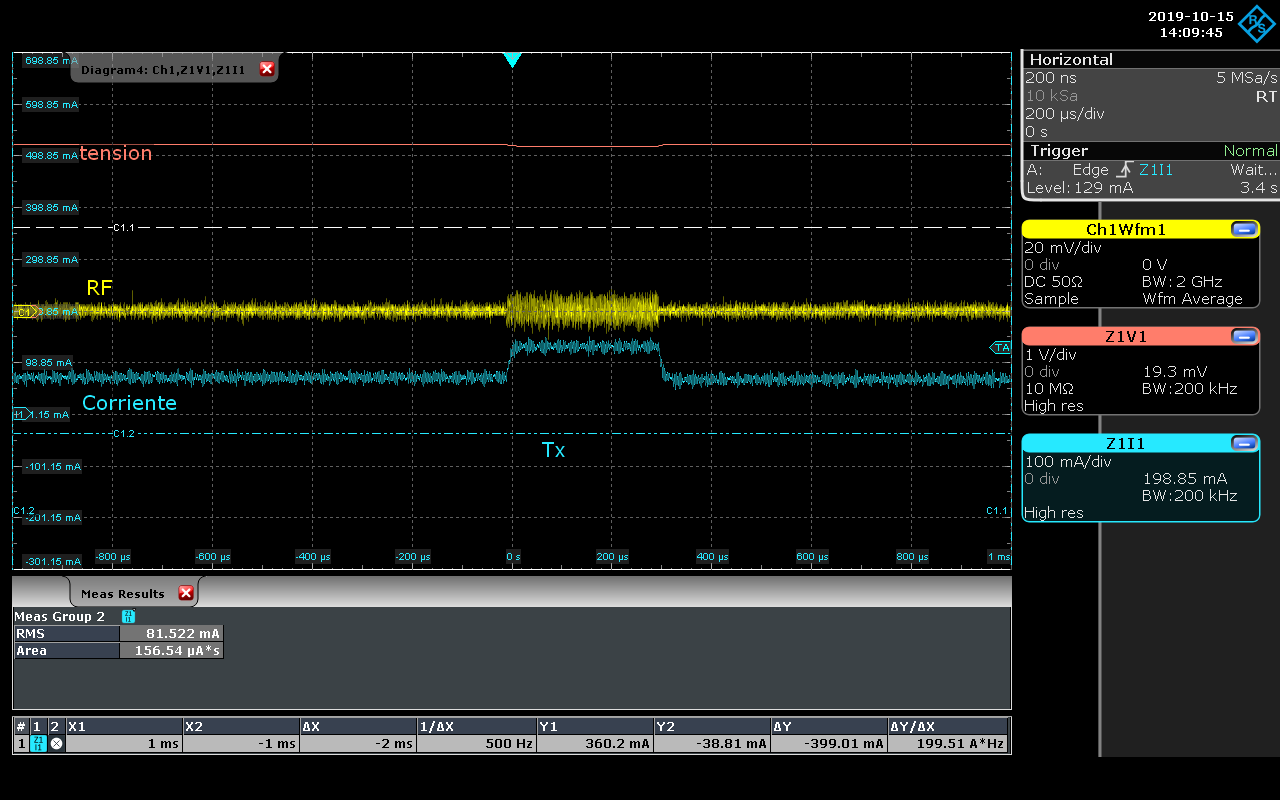 2019-10-15
14:09:45
Diagram4: Ch1,Z1V1,Z1I1
698.85 mA
598.85 mA
498.85 mA
tension
398.85 mA
C1.1
298.85 mA
RF
C1
98.85 mA
TA
Corriente
-1.15 mA
C1.2
Tx
-101.15 mA
C1.2
C1.1
-201.15 mA
-301.15 mA
-800 µs
-600 µs
-400 µs
-200 µs
0 s
200 µs
400 µs
600 µs
800 µs
1 ms
Horizontal
200 ns 5 MSa/s
10 kSa RT
200 µs/div
0 s
Trigger Normal
A: Edge Z1I1 Wait...
Level: 129 mA 3.4 s
Ch1Wfm1
20 mV/div
0 div 0 V
DC 50Ω BW: 2 GHz
Sample Wfm Average
Z1V1
1 V/div
0 div 19.3 mV
10 MΩ BW:200 kHz
High res
Z1I1
100 mA/div
0 div 198.85 mA
BW:200 kHz
High res
Meas Results
Meas Group 2 Z1 I1
RMS 81.522 mA
Area 156.54 µA*s
# 1 2 X1 X2 ΔX 1/ΔX Y1 Y2 ΔY ΔY/ΔX
1 Z1 I1 1 ms -1 ms -2 ms 500 Hz 360.2 mA -38.81 mA -399.01 mA 199.51 A*Hz